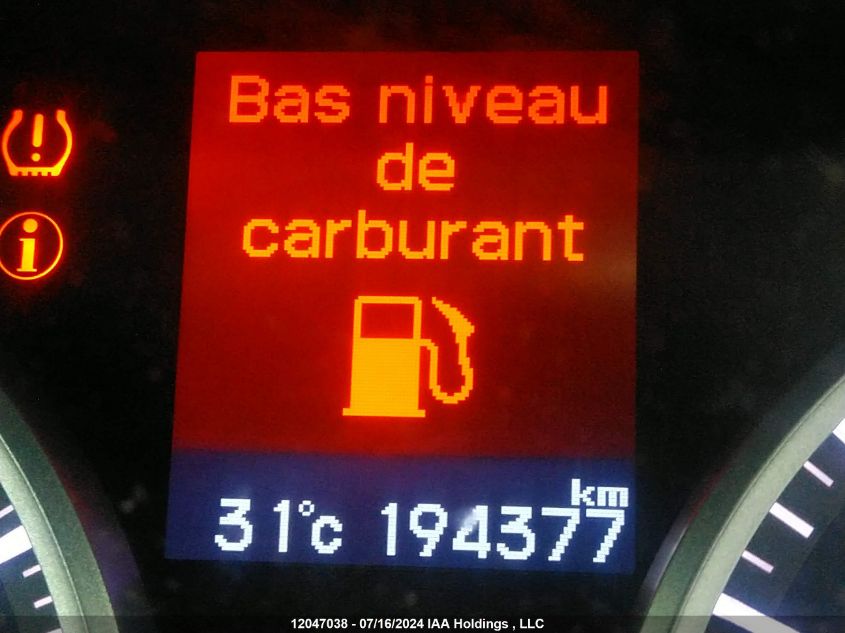 Bas niveau
de
carburant
km
31°C 194377
12047038 - 07/16/2024 IAA Holdings , LLC